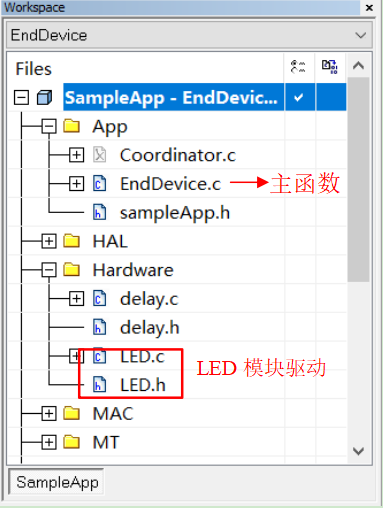 Workspace
EndDevice
Files
SampleApp - EndDevic...
App
Coordinator.c
EndDevice.c 主函数
sampleApp.h
HAL
Hardware
delay.c
delay.h
LED.c
LED.h
LED 模块驱动
MAC
MT
SampleApp